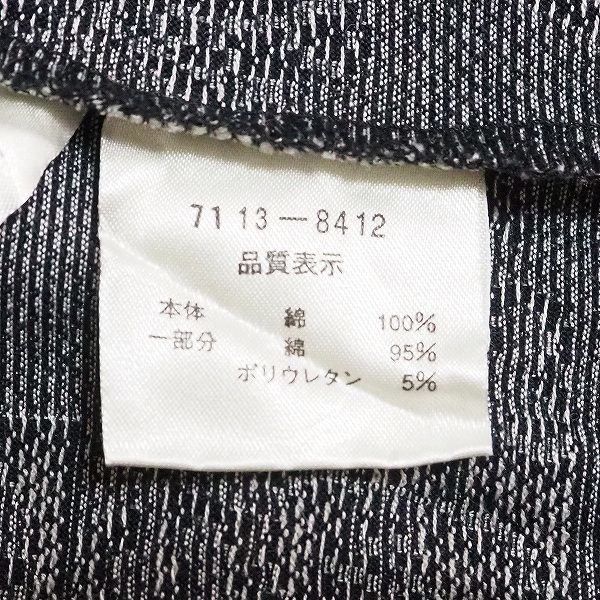 7113-8412
品質表示
本体 綿 100%
一部分 綿 95%
ポリウレタン 5%